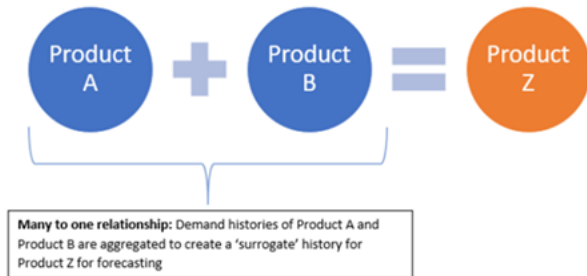 Product
A
Product
B
Product
Z
Many to one relationship: Demand histories of Product A and
Product B are aggregated to create a ‘surrogate’ history for
Product Z for forecasting